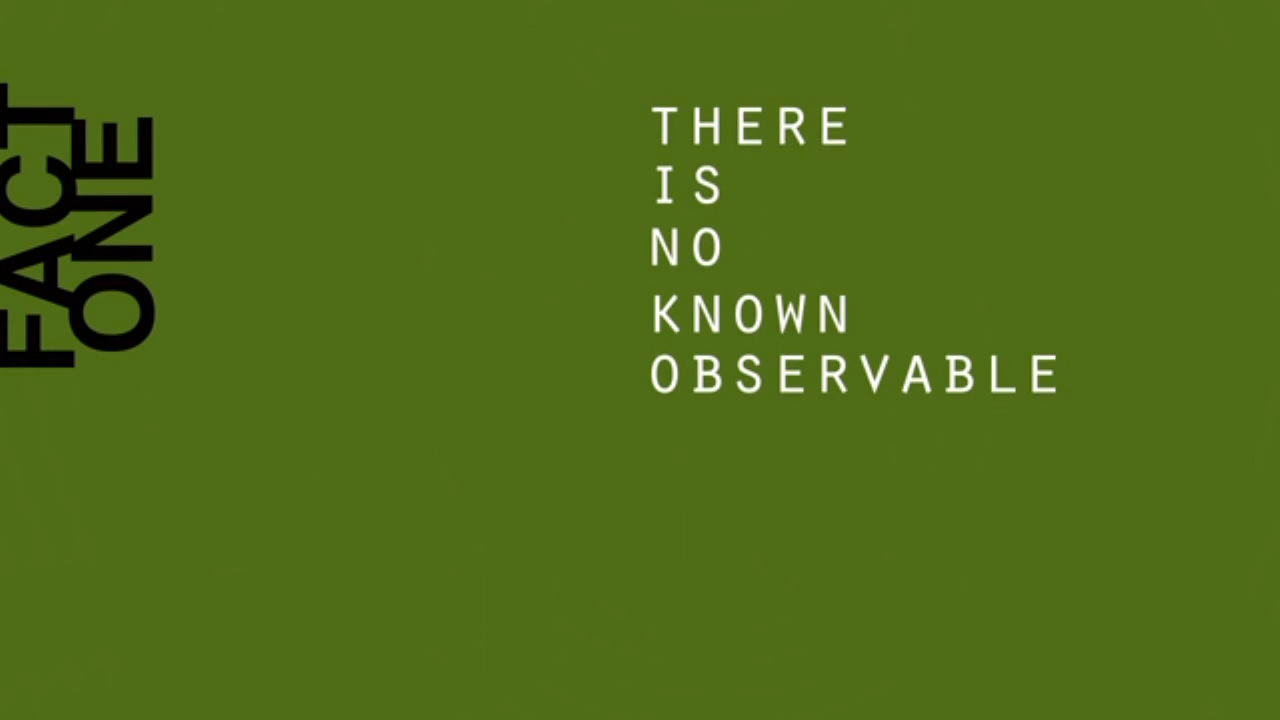 FACT
ONE
THERE
IS
NO
KNOWN
OBSERVABLE